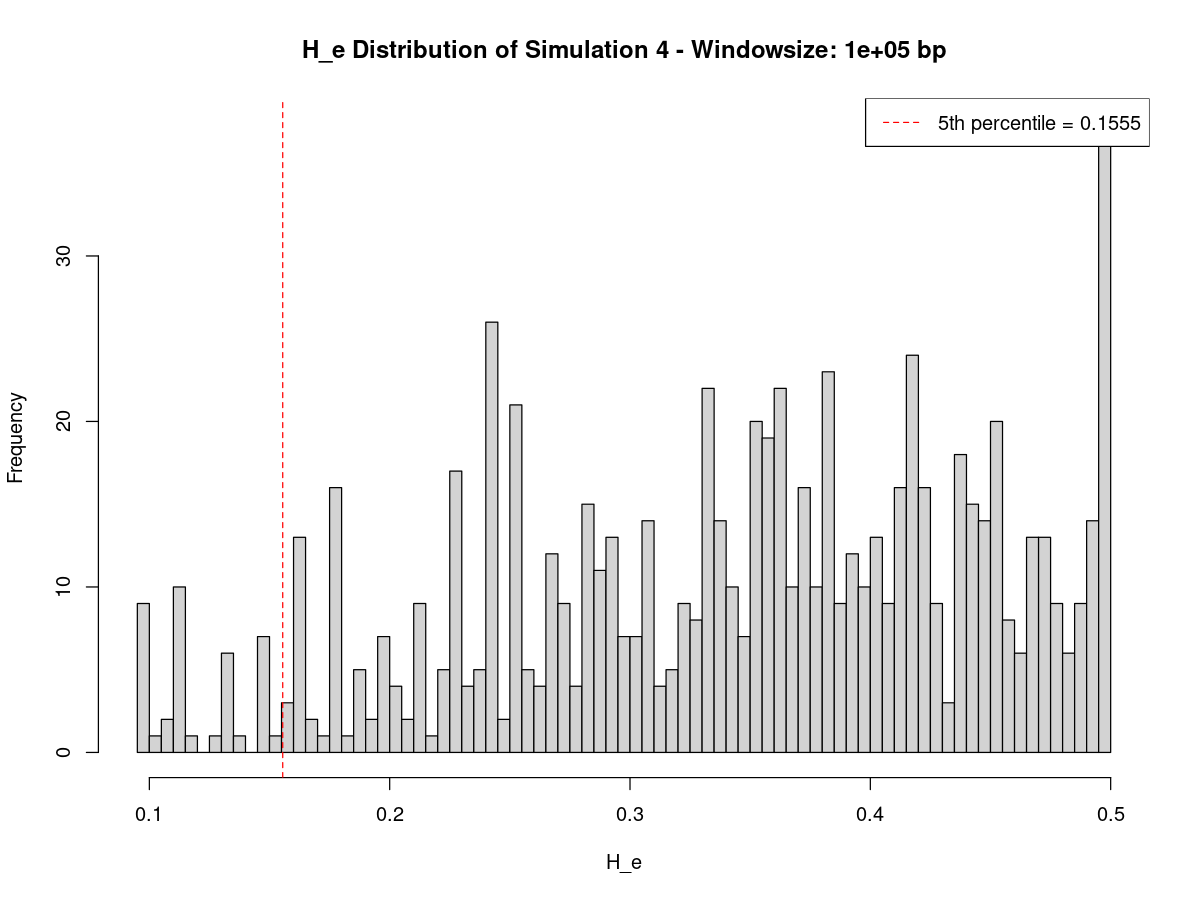 H_e Distribution of Simulation 4 - Windowsize: 1e+05 bp
5th percentile = 0.1555
Frequency
30
20
10
0
0.1 0.2 0.3 0.4 0.5
H_e